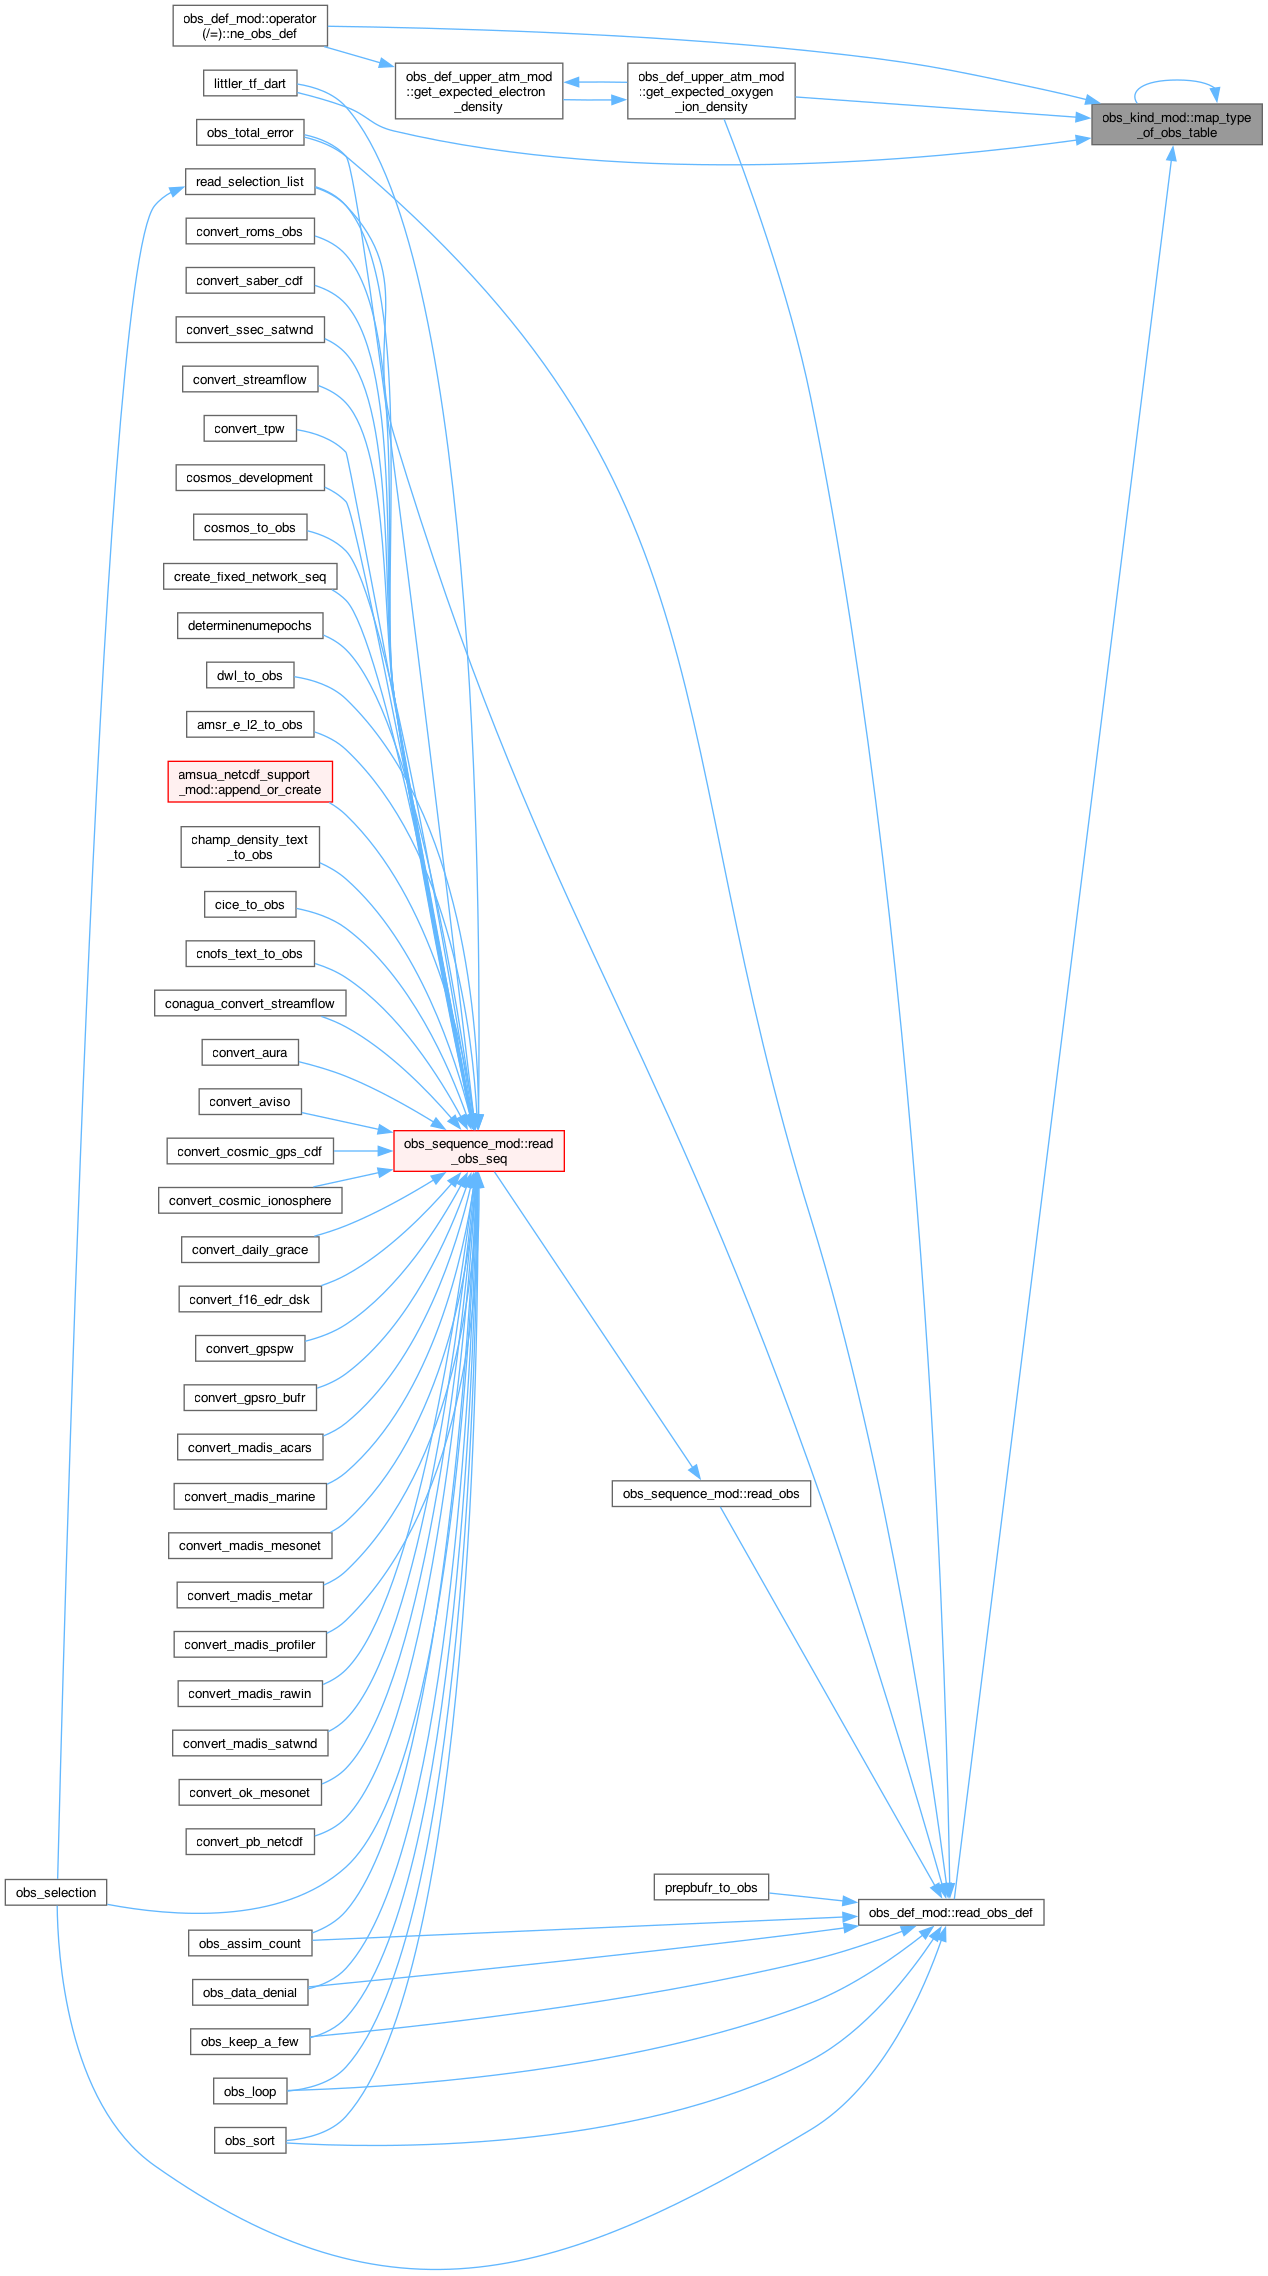 obs_def_mod::operator
(/=)::ne_obs_def
littler_tf_dart
obs_def_upper_atm_mod
::get_expected_electron
_density
obs_def_upper_atm_mod
::get_expected_oxygen
_ion_density
obs_kind_mod::map_type
_of_obs_table
obs_total_error
read_selection_list
convert_roms_obs
convert_saber_cdf
convert_ssec_satwnd
convert_streamflow
convert_tpw
cosmos_development
cosmos_to_obs
create_fixed_network_seq
determinenumepochs
dwl_to_obs
amsr_e_l2_to_obs
amsua_netcdf_support
_mod::append_or_create
champ_density_text
_to_obs
cice_to_obs
cnofs_text_to_obs
conagua_convert_streamflow
convert_aura
convert_aviso
obs_sequence_mod::read
_obs_seq
convert_cosmic_gps_cdf
convert_cosmic_ionosphere
convert_daily_grace
convert_f16_edr_dsk
convert_gpspw
convert_gpsro_bufr
convert_madis_acars
convert_madis_marine
obs_sequence_mod::read_obs
convert_madis_mesonet
convert_madis_metar
convert_madis_profiler
convert_madis_rawin
convert_madis_satwnd
convert_ok_mesonet
convert_pb_netcdf
obs_selection
prepbufr_to_obs
obs_def_mod::read_obs_def
obs_assim_count
obs_data_denial
obs_keep_a_few
obs_loop
obs_sort